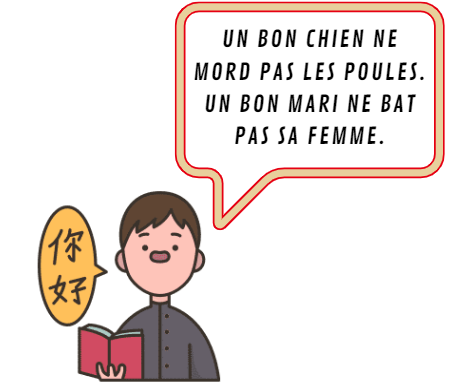 UN BON CHIEN NE
MORD PAS LES POULES.
UN BON MARI NE BAT
PAS SA FEMME.
你
好